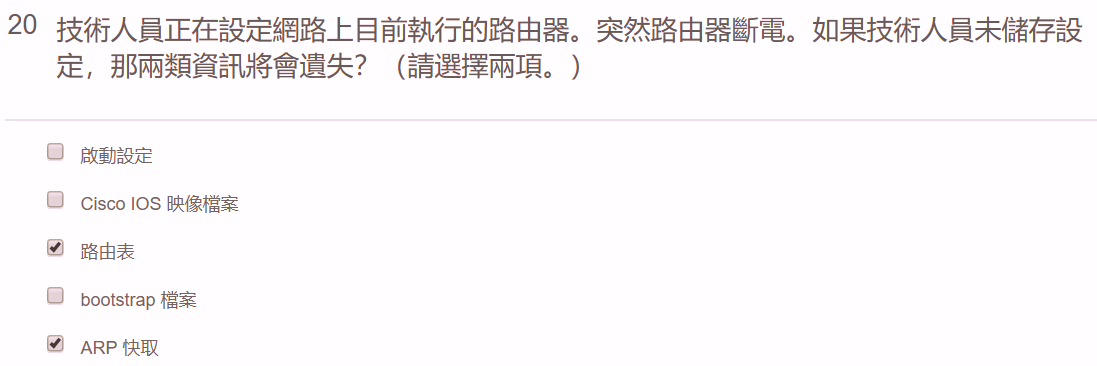 20 技術人員正在設定網路上目前執行的路由器。突然路由器斷電。如果技術人員未儲存設
定，那兩類資訊將會遺失？（請選擇兩項。）
啟動設定
Cisco IOS 映像檔案
路由表
bootstrap 檔案
ARP 快取